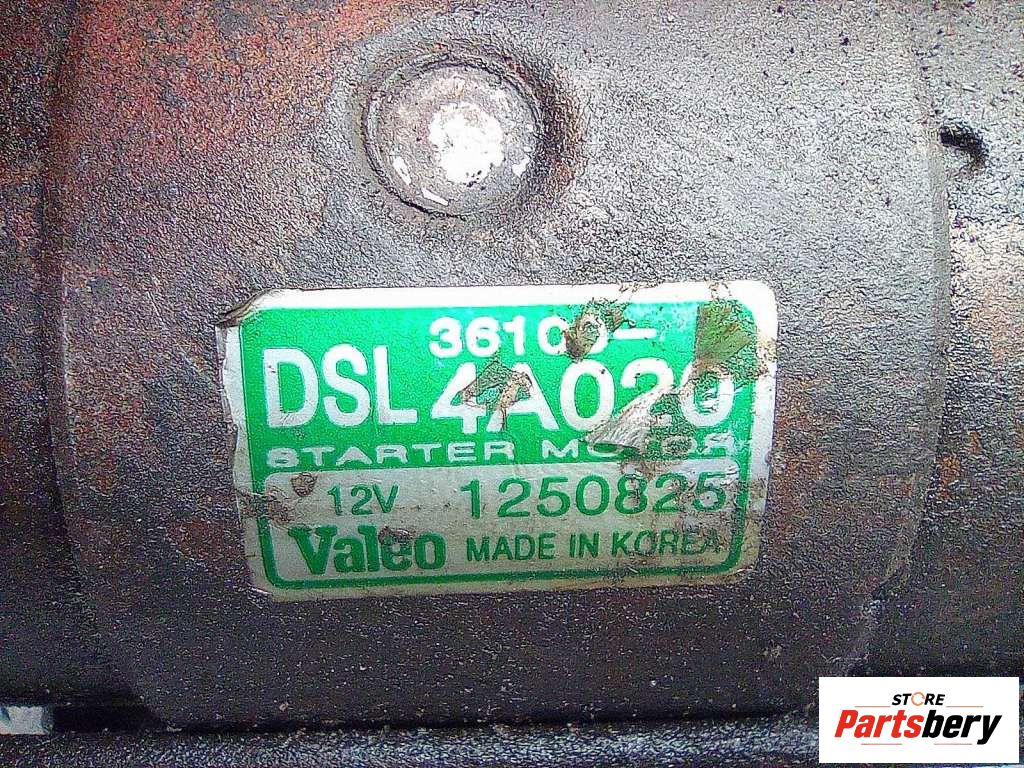 36100-
DSL 4A020
STARTER MOTOR
12V 1250825
Valeo MADE IN KOREA
STORE
Partsbery